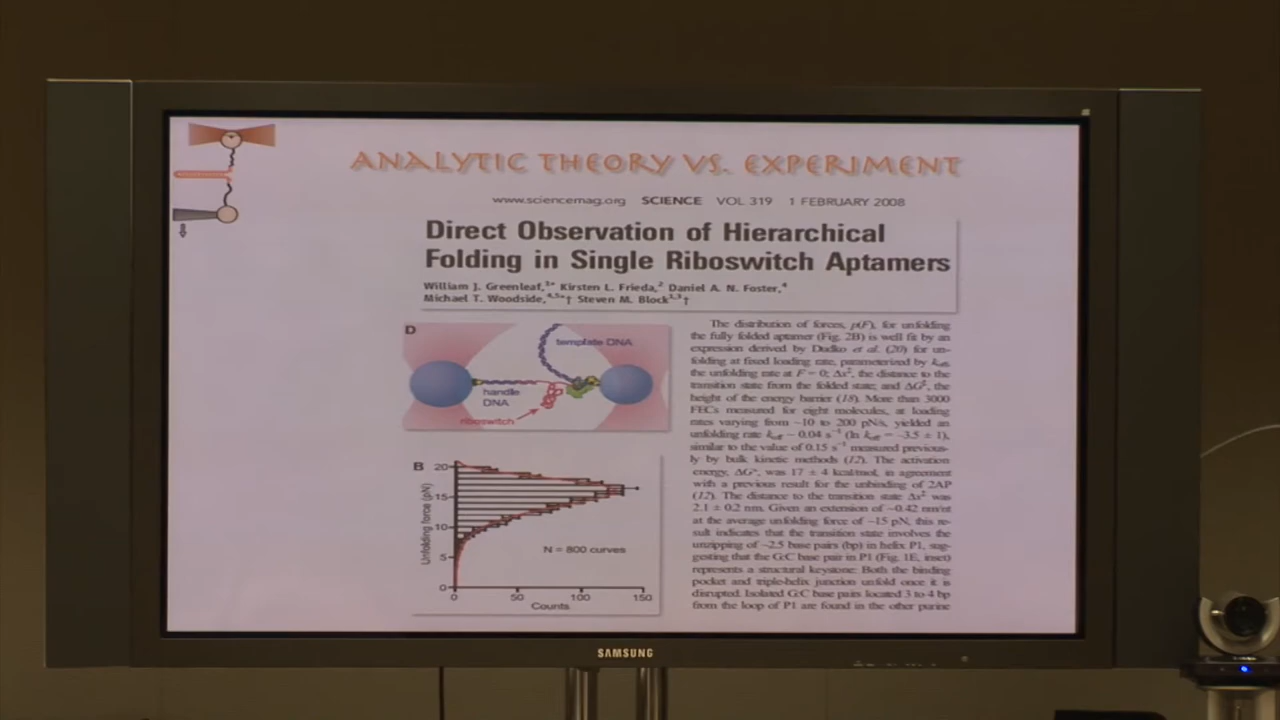 ANALYTIC THEORY VS. EXPERIMENT
www.sciencemag.org SCIENCE VOL 319 1 FEBRUARY 2008
Direct Observation of Hierarchical
Folding in Single Riboswitch Aptamers
William J. Greenleaf, Kirsten L. Frieda, Daniel A. N. Foster,
Michael T. Woodside, Steven M. Block
D
template DNA
handle
DNA
riboswitch
B
20
15
10
5
0
Unfolding force (pN)
N = 800 curves
0 50 100 150
Counts
The distribution of forces, p(F), for unfolding
the fully folded aptamer (Fig. 2B) is well fit by an
expression derived by Dudko et al. (20) for un-
folding at fixed loading rate, parameterized by
the unfolding rate at F = 0; the distance to the
transition state from the folded state; and the
height of the energy barrier (18). More than 3000
FECs measured for eight molecules, at loading
rates varying from ~10 to 200 pN/s, yielded an
unfolding rate
similar to the value of 0.15 s⁻¹ measured previous-
ly by bulk kinetic methods (12). The activation
energy, was 17 ± 4 kcal/mol, in agreement
with a previous result for the unbinding of 2AP
(12). The distance to the transition state was
2.1 ± 0.2 nm. Given an extension of ~0.42 nm/nt
at the average unfolding force of ~15 pN, this re-
sult indicates that the transition state involves the
unzipping of ~2.5 base pairs (bp) in helix P1, sug-
gesting that the G:C base pair in P1 (Fig. 1E, inset)
represents a structural keystone: Both the binding
pocket and triple-helix junction unfold once it is
disrupted. Isolated G:C base pairs located 3 to 4 bp
from the loop of P1 are found in the other purine
SAMSUNG